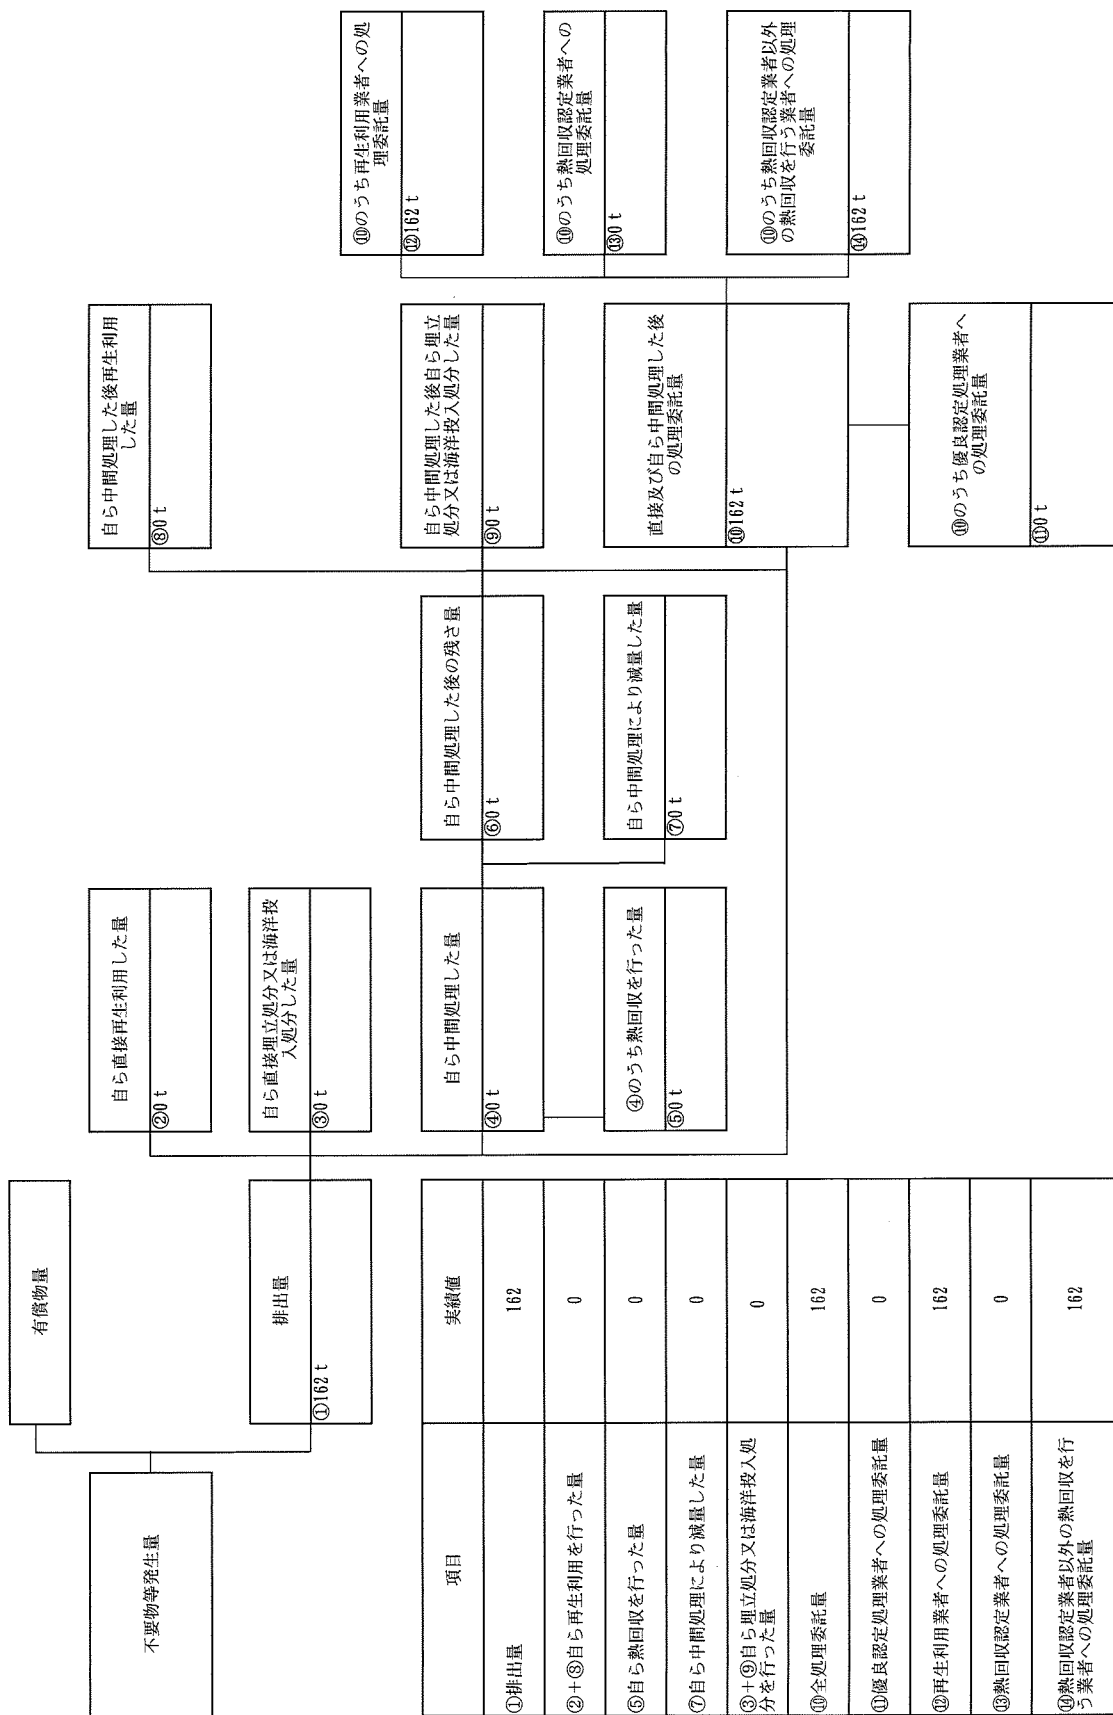 不要物等発生量
有償物量
排出量
①162 t
自ら直接再生利用した量
②0 t
自ら直接埋立処分又は海洋投
入処分した量
③0 t
自ら中間処理した量
④0 t
④のうち熱回収を行った量
⑤0 t
自ら中間処理した後の残さ量
⑥0 t
自ら中間処理により減量した量
⑦0 t
自ら中間処理した後再生利用
した量
⑧0 t
自ら中間処理した後自ら埋立
処分又は海洋投入処分した量
⑨0 t
直接及び自ら中間処理した後
の処理委託量
⑩162 t
⑩のうち優良認定処理業者へ
の処理委託量
⑪0 t
⑩のうち再生利用業者への処
理委託量
⑫162 t
⑩のうち熱回収認定業者への
処理委託量
⑬0 t
⑩のうち熱回収認定業者以外
の熱回収を行う業者への処理
委託量
⑭162 t
項目 実績値
①排出量 162
②+⑧自ら再生利用を行った量 0
⑤自ら熱回収を行った量 0
⑦自ら中間処理により減量した量 0
③+⑨自ら埋立処分又は海洋投入処
分を行った量 0
⑩全処理委託量 162
⑪優良認定処理業者への処理委託量 0
⑫再生利用業者への処理委託量 162
⑬熱回収認定業者への処理委託量 0
⑭熱回収認定業者以外の熱回収を行
う業者への処理委託量 162